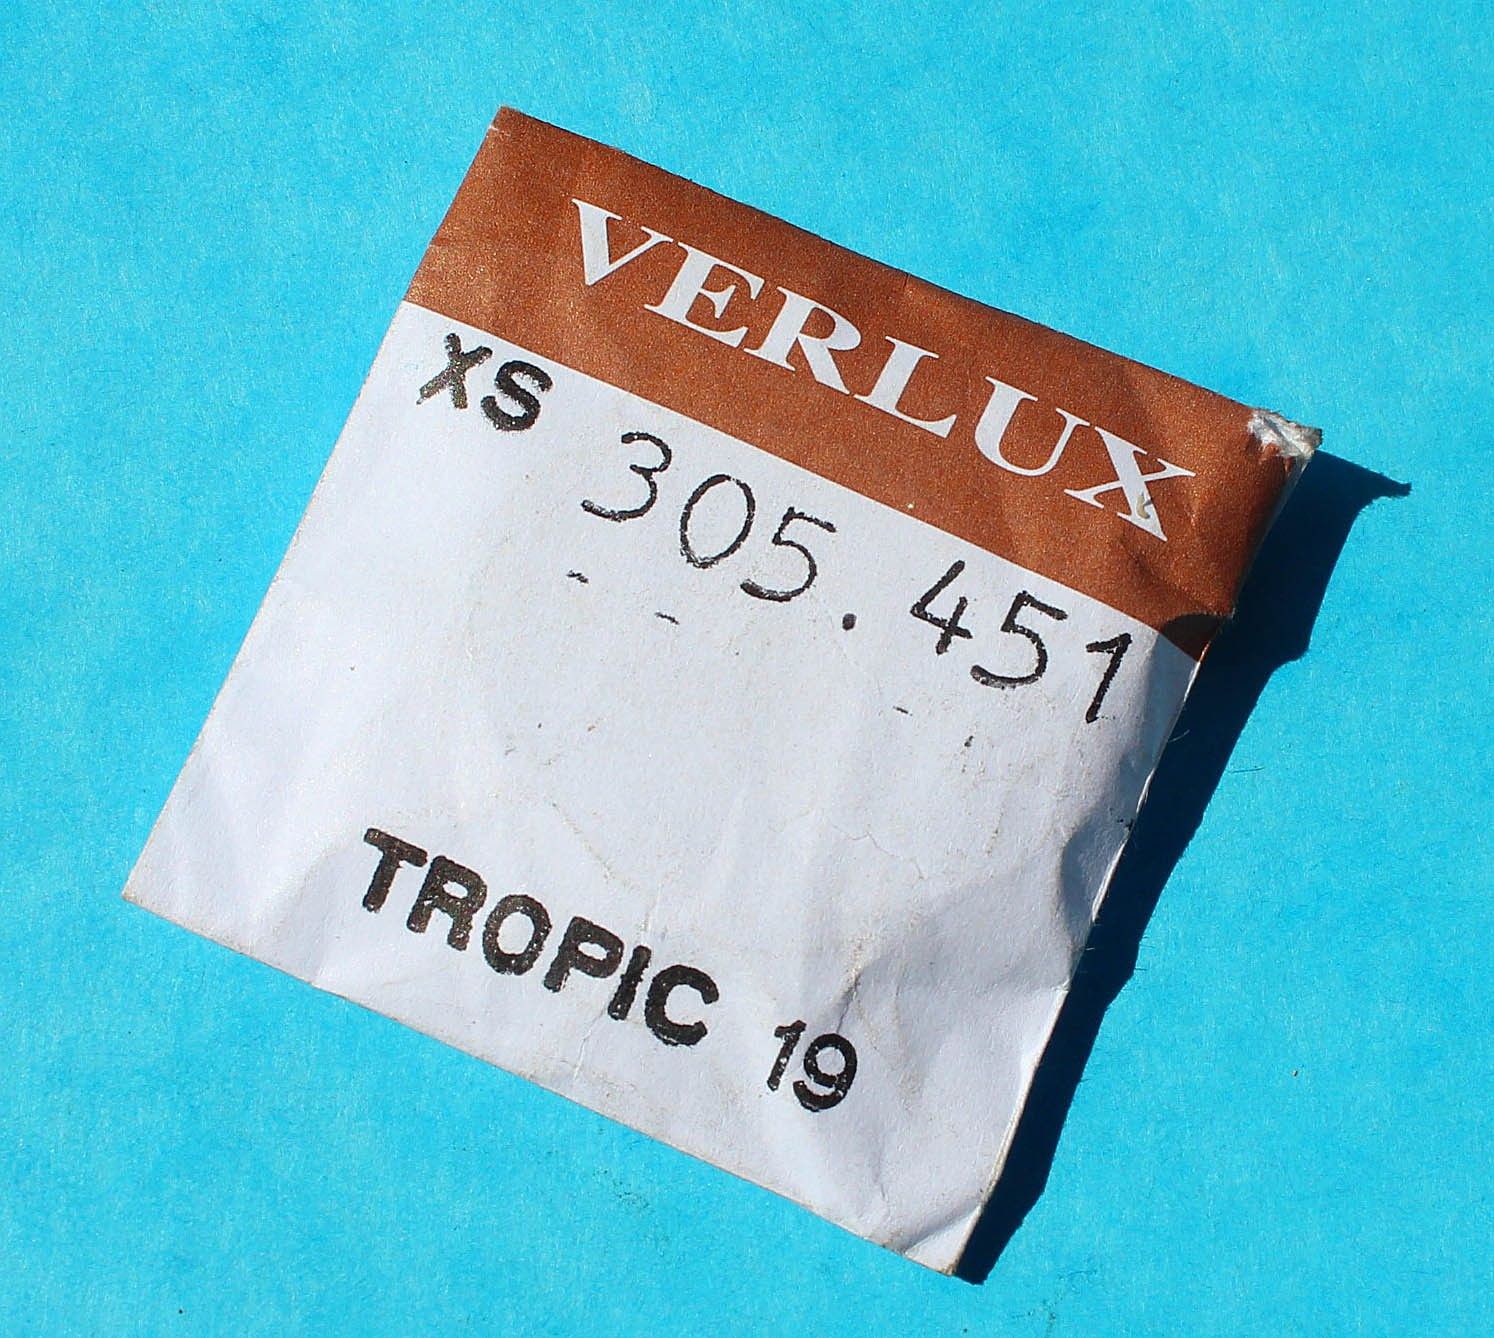 VERLUX
XS 305.451
TROPIC 19